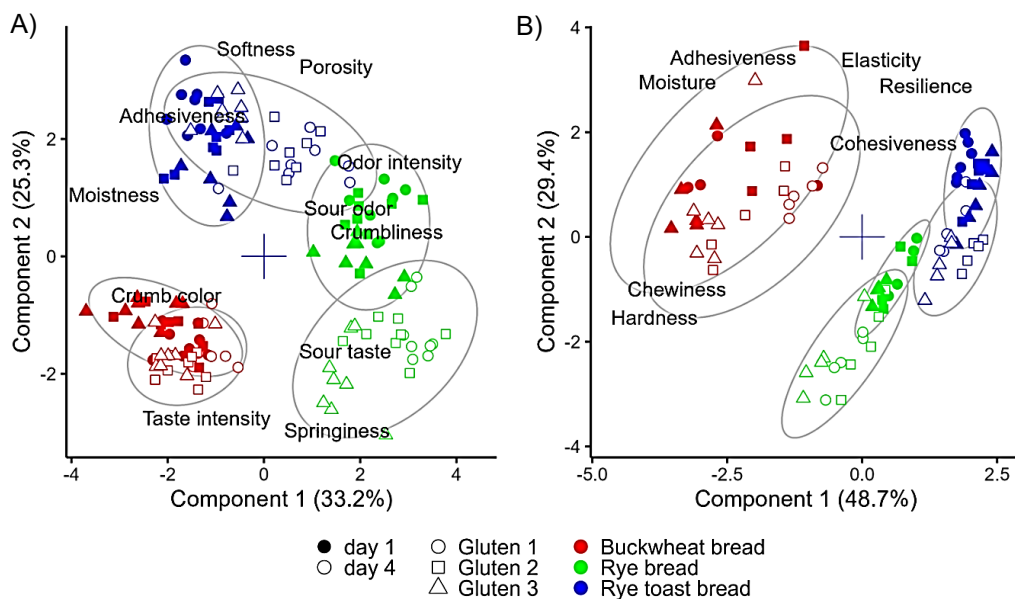 A)
B)
Softness
Porosity
Adhesiveness
Moistness
Odor intensity
Sour odor
Crumbliness
Crumb color
Sour taste
Taste intensity
Springiness
2
0
-2
-4
-2
0
2
4
Component 2 (25.3%)
Component 1 (33.2%)
Adhesiveness
Elasticity
Moisture
Resilience
Cohesiveness
Chewiness
Hardness
4
2
0
-2
-4
-5.0
-2.5
0.0
2.5
Component 2 (29.4%)
Component 1 (48.7%)
day 1
day 4
Gluten 1
Gluten 2
Gluten 3
Buckwheat bread
Rye bread
Rye toast bread